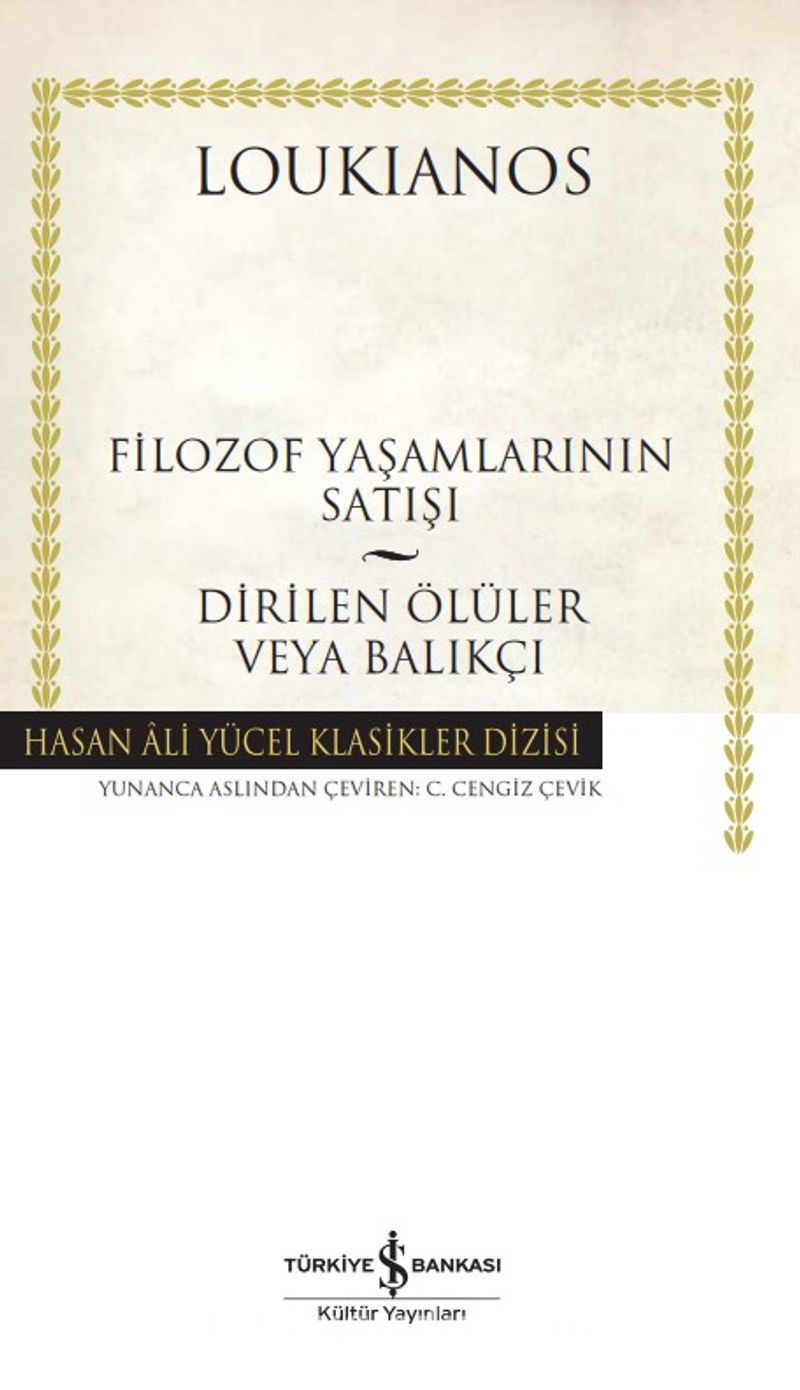 LOUKIANOS
FİLOZOF YAŞAMLARININ
SATIŞI
DİRİLEN ÖLÜLER
VEYA BALIKÇI
HASAN ÂLİ YÜCEL KLASİKLER DİZİSİ
YUNANCA ASLINDAN ÇEVİREN: C. CENGİZ ÇEVİK
TÜRKİYE İŞ BANKASI
Kültür Yayınları